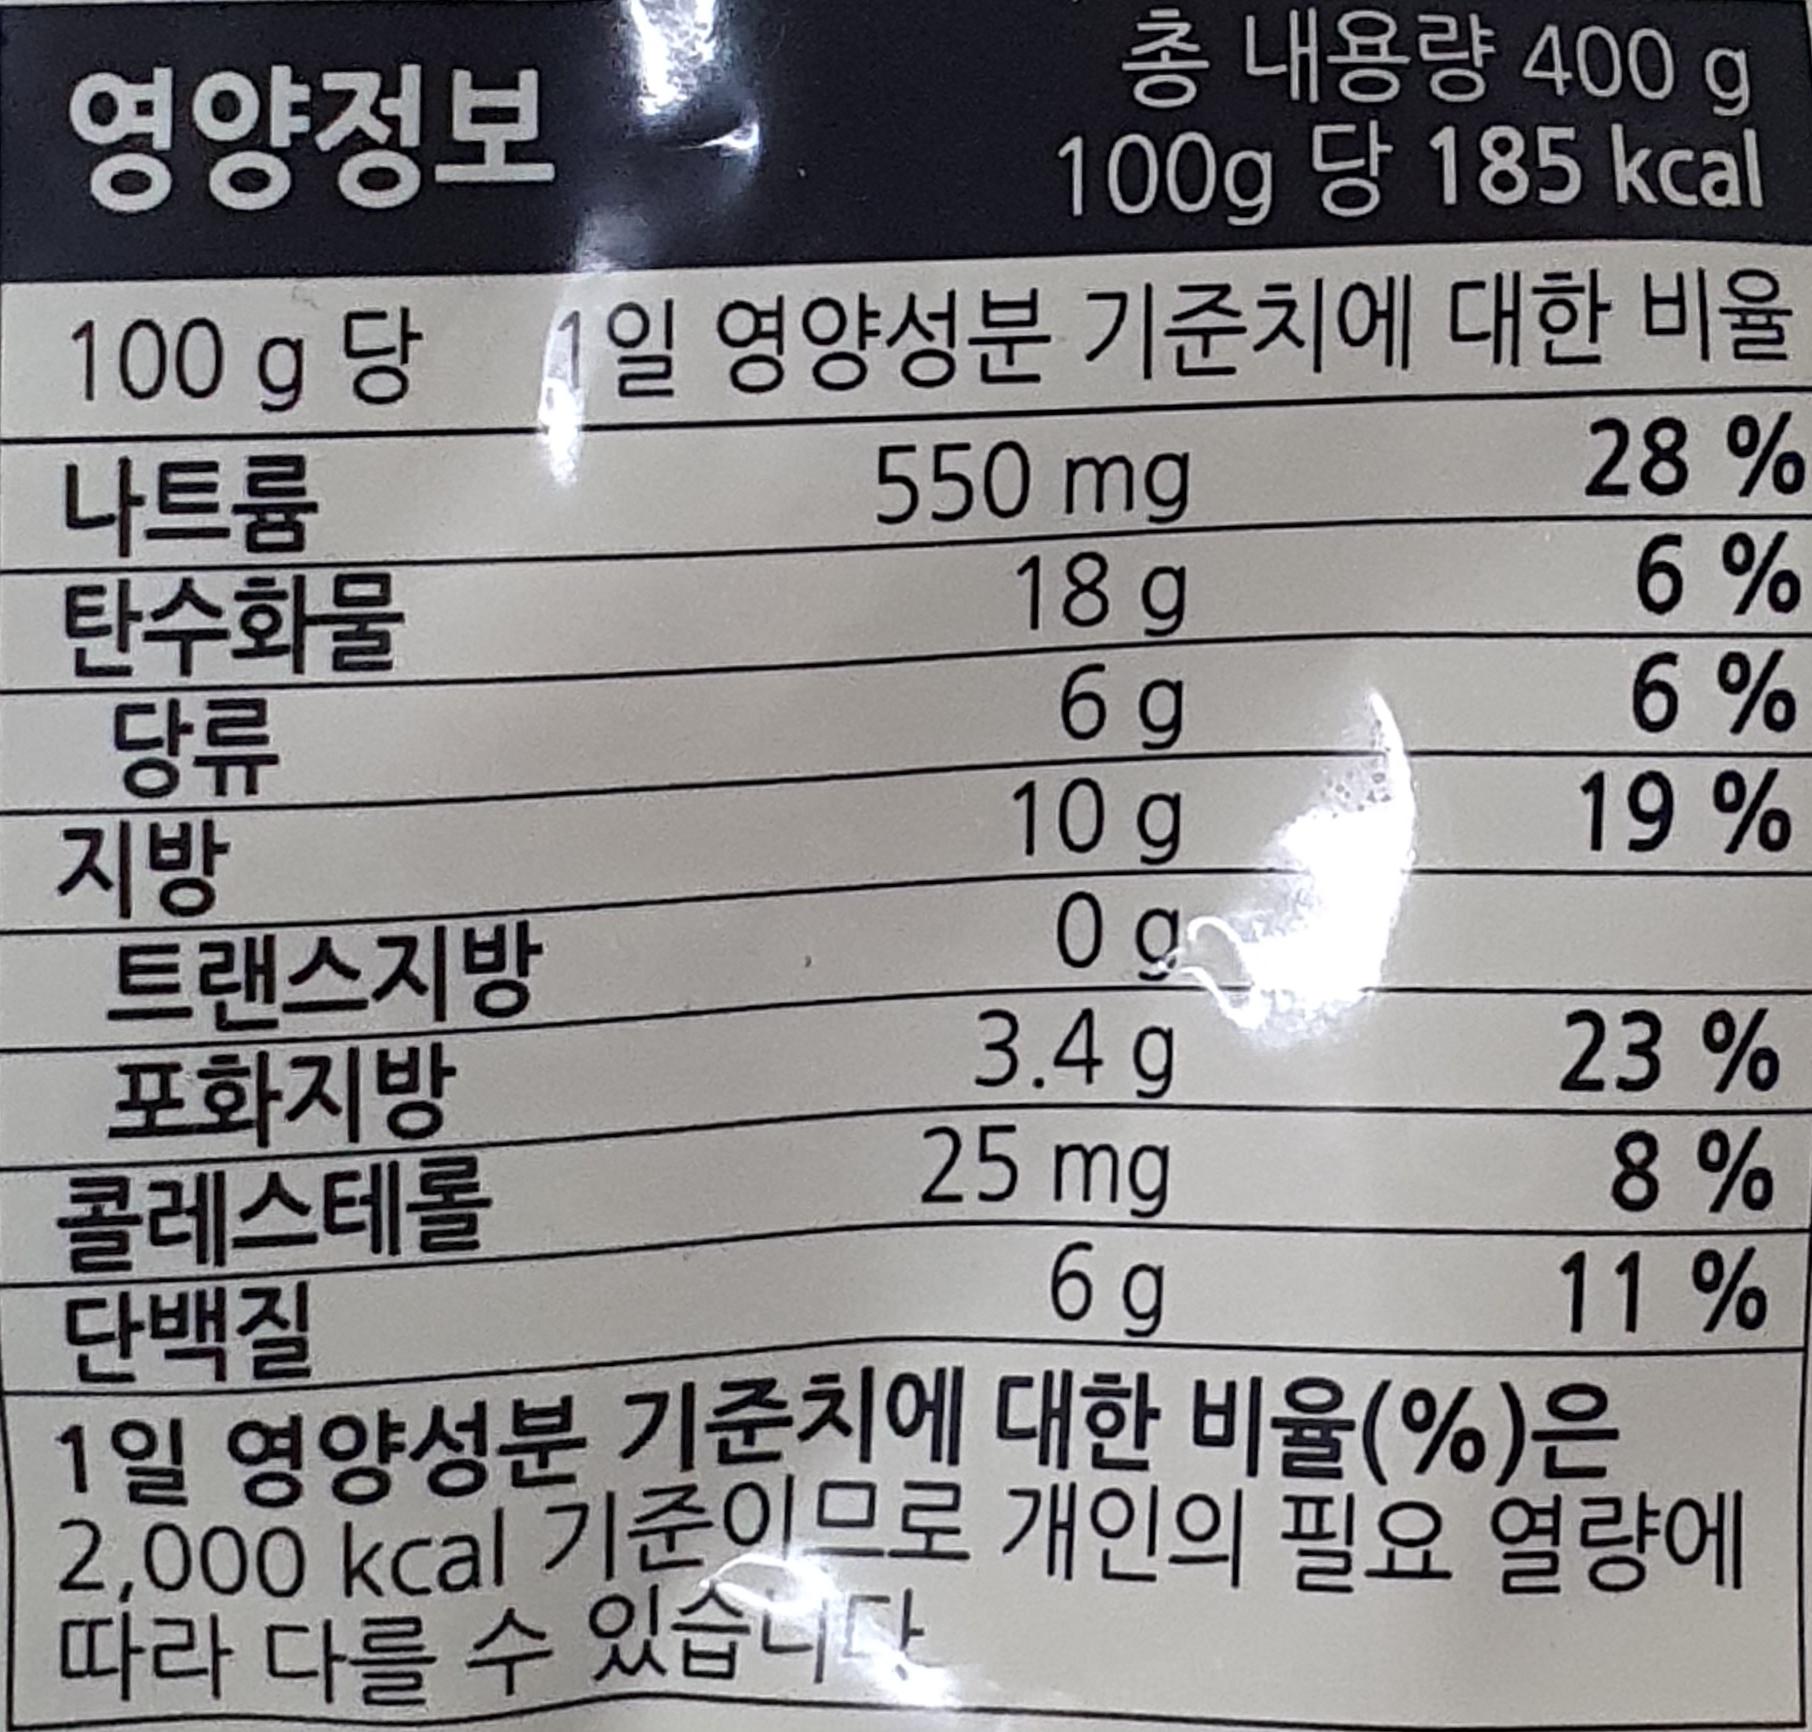 영양정보
총 내용량 400 g
100g 당 185 kcal
100 g 당 1일 영양성분 기준치에 대한 비율
나트륨 550 mg 28 %
탄수화물 18 g 6 %
당류 6 g 6 %
지방 10 g 19 %
트랜스지방 0 g
포화지방 3.4 g 23 %
콜레스테롤 25 mg 8 %
단백질 6 g 11 %
1일 영양성분 기준치에 대한 비율(%)은
2,000 kcal 기준이므로 개인의 필요 열량에
따라 다를 수 있습니다